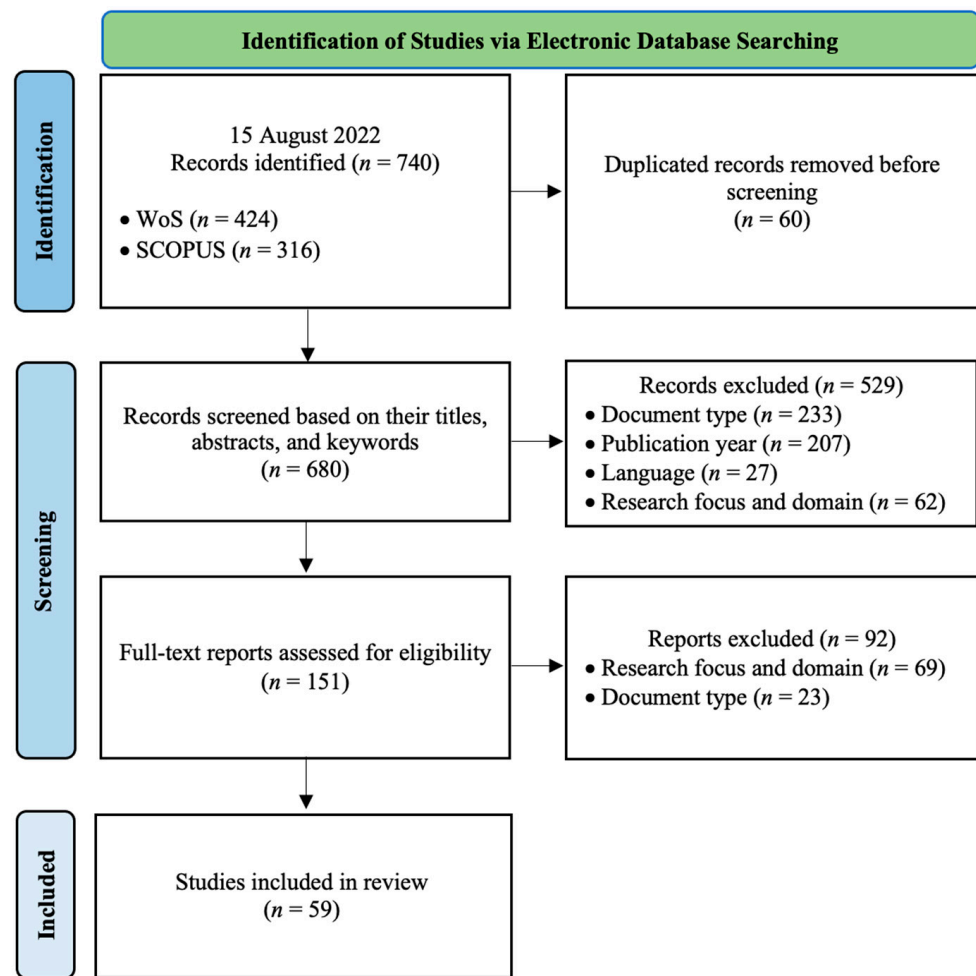 Identification of Studies via Electronic Database Searching
Identification
15 August 2022
Records identified (n = 740)
• WoS (n = 424)
• SCOPUS (n = 316)
Duplicated records removed before
screening
(n = 60)
Screening
Records screened based on their titles,
abstracts, and keywords
(n = 680)
Records excluded (n = 529)
• Document type (n = 233)
• Publication year (n = 207)
• Language (n = 27)
• Research focus and domain (n = 62)
Full-text reports assessed for eligibility
(n = 151)
Reports excluded (n = 92)
• Research focus and domain (n = 69)
• Document type (n = 23)
Included
Studies included in review
(n = 59)